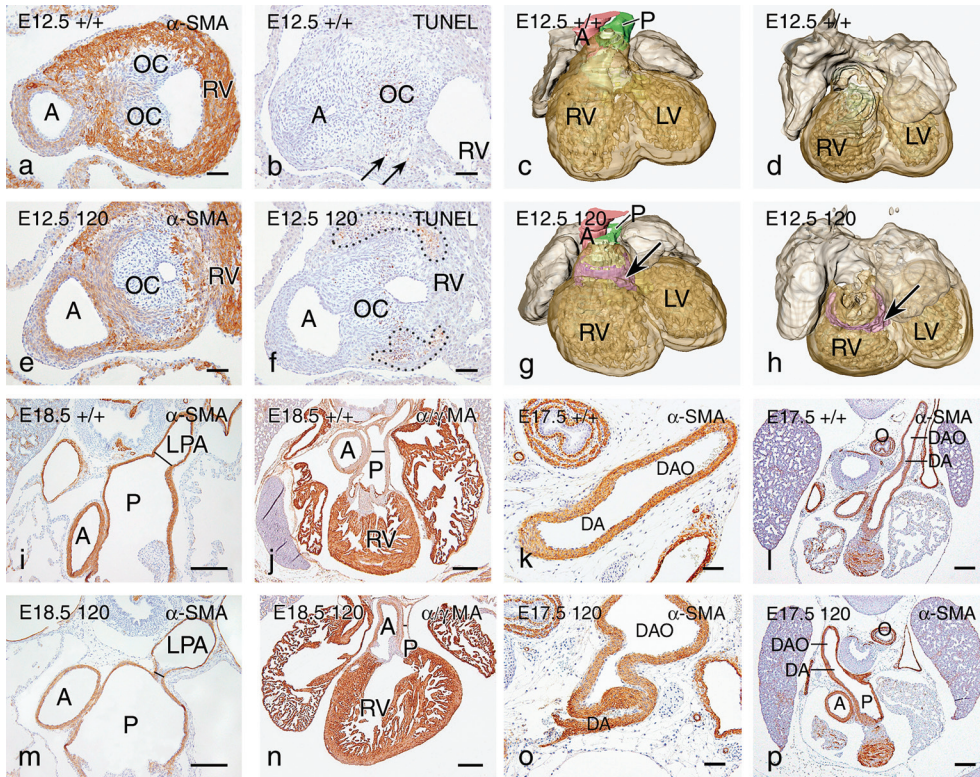 E12.5 +/+ α-SMA
OC
A
OC
RV
a
E12.5 +/+ TUNEL
OC
A
RV
b
E12.5 +/+ P
A
RV LV
c
E12.5 +/+
RV LV
d
E12.5 120 α-SMA
RV
OC
A
e
E12.5 120 TUNEL
RV
OC
A
f
E12.5 120 P
A
LV
RV
g
E12.5 120
RV LV
h
E18.5 +/+ α-SMA
LPA
P
A
i
E18.5 +/+ α/γMA
A
P
RV
j
E17.5 +/+ α-SMA
DAO
DA
k
E17.5 +/+ α-SMA
O
DAO
DA
l
E18.5 120 α-SMA
LPA
A
P
m
E18.5 120 α/γMA
A
P
RV
n
E17.5 120 α-SMA
DAO
DA
o
E17.5 120 α-SMA
O
DAO
DA
A P
p